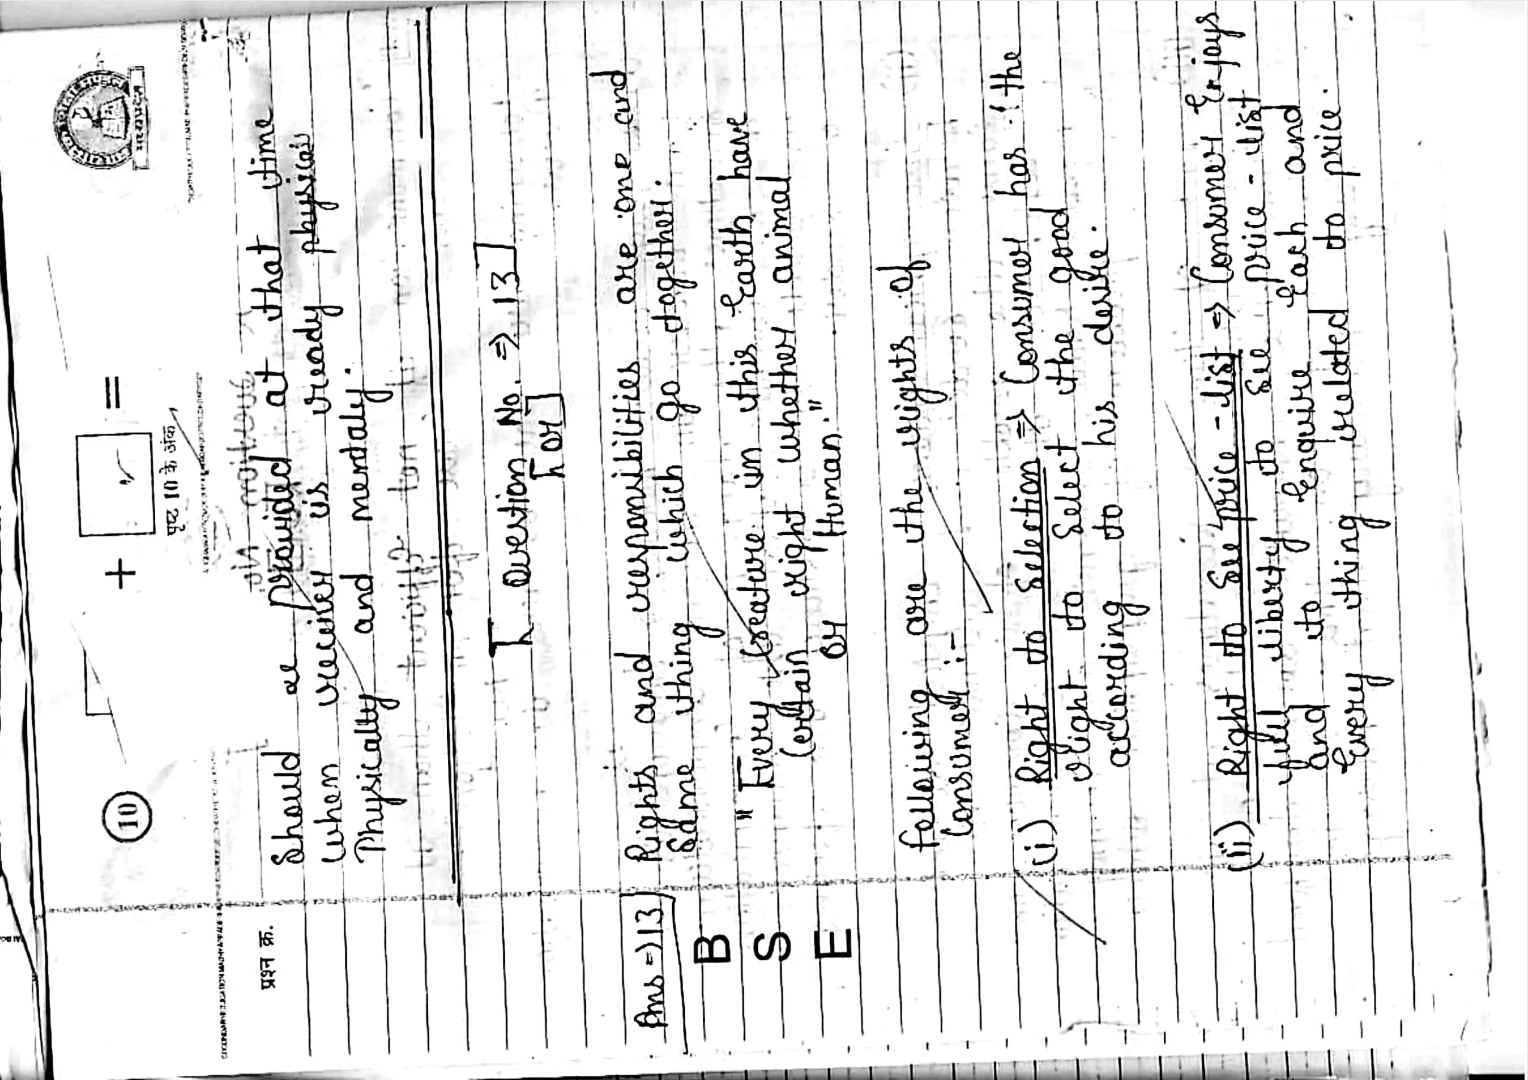 10
+ =
पृष्ठ 10 के अंक
प्रश्न क्र.
Should be provided at that time
when reciver is ready physical
Physically and mentaly.
Question No. => 13
or
Ans => 13
Rights and responsibilities are one and
Same thing which go together.
B
S
E
" Every Creature in this Earth have
Certain right whether animal
or Human."
Following are the rights of
Consumer :-
(i) Right to Selection => Consumer has the
right to Select the good
according to his desire.
(ii) Right to See price - list => Consumer Enjoys
full liberty to See price - list
and to Enquire Each and
Every thing related to price.